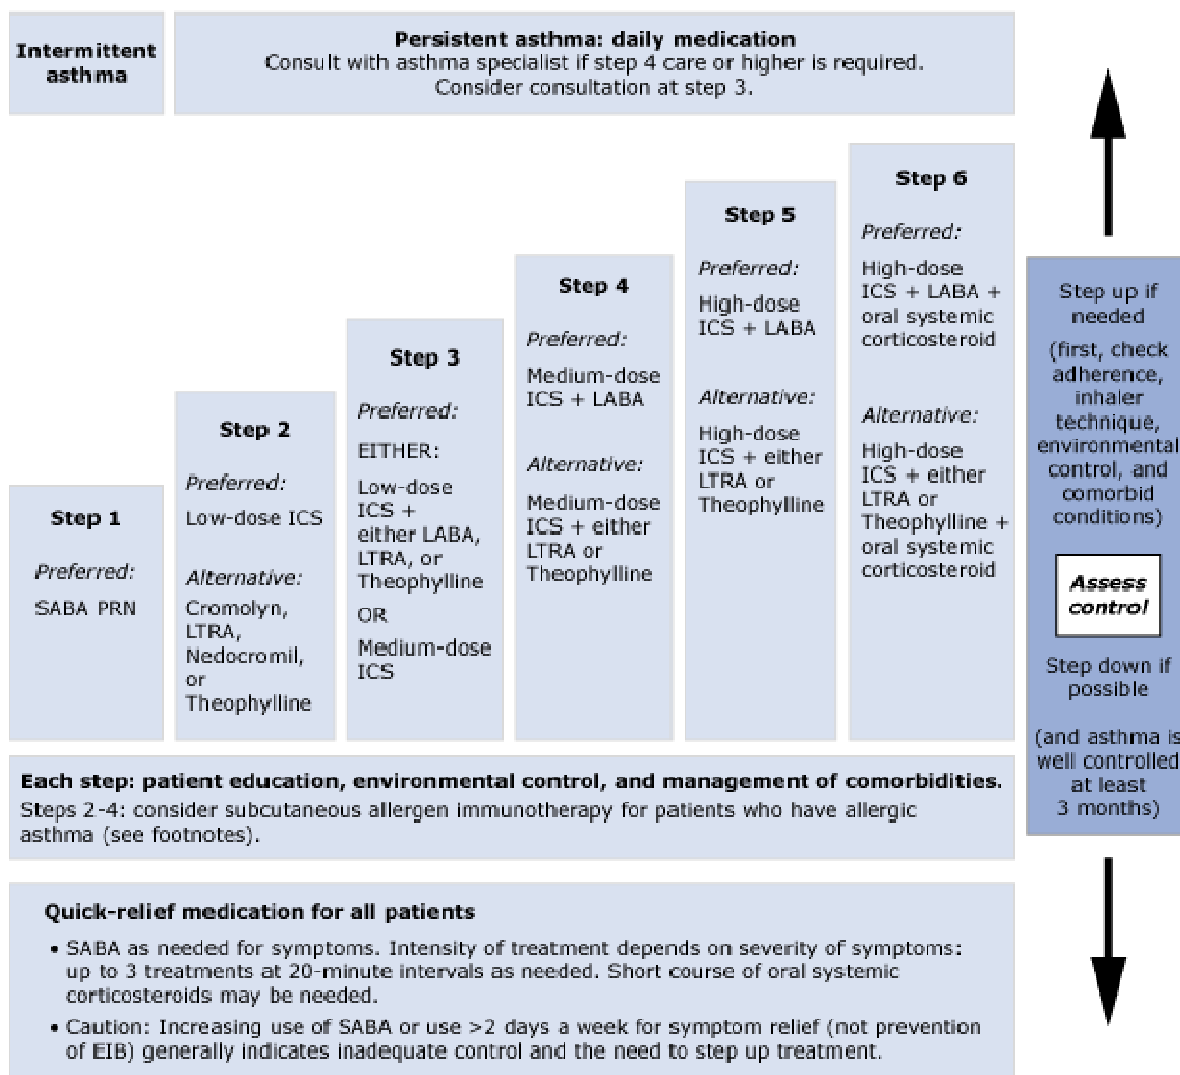 Intermittent
asthma
Persistent asthma: daily medication
Consult with asthma specialist if step 4 care or higher is required.
Consider consultation at step 3.
Step 1
Preferred:
SABA PRN
Step 2
Preferred:
Low-dose ICS
Alternative:
Cromolyn,
LTRA,
Nedocromil,
or
Theophylline
Step 3
Preferred:
EITHER:
Low-dose
ICS +
either LABA,
LTRA, or
Theophylline
OR
Medium-dose
ICS
Step 4
Preferred:
Medium-dose
ICS + LABA
Alternative:
Medium-dose
ICS + either
LTRA or
Theophylline
Step 5
Preferred:
High-dose
ICS + LABA
Alternative:
High-dose
ICS + either
LTRA or
Theophylline
Step 6
Preferred:
High-dose
ICS + LABA +
oral systemic
corticosteroid
Alternative:
High-dose
ICS + either
LTRA or
Theophylline +
oral systemic
corticosteroid
Step up if
needed
(first, check
adherence,
inhaler
technique,
environmental
control, and
comorbid
conditions)
Assess
control
Step down if
possible
(and asthma is
well controlled
at least
3 months)
Each step: patient education, environmental control, and management of comorbidities.
Steps 2-4: consider subcutaneous allergen immunotherapy for patients who have allergic
asthma (see footnotes).
Quick-relief medication for all patients
• SABA as needed for symptoms. Intensity of treatment depends on severity of symptoms:
up to 3 treatments at 20-minute intervals as needed. Short course of oral systemic
corticosteroids may be needed.
• Caution: Increasing use of SABA or use >2 days a week for symptom relief (not prevention
of EIB) generally indicates inadequate control and the need to step up treatment.